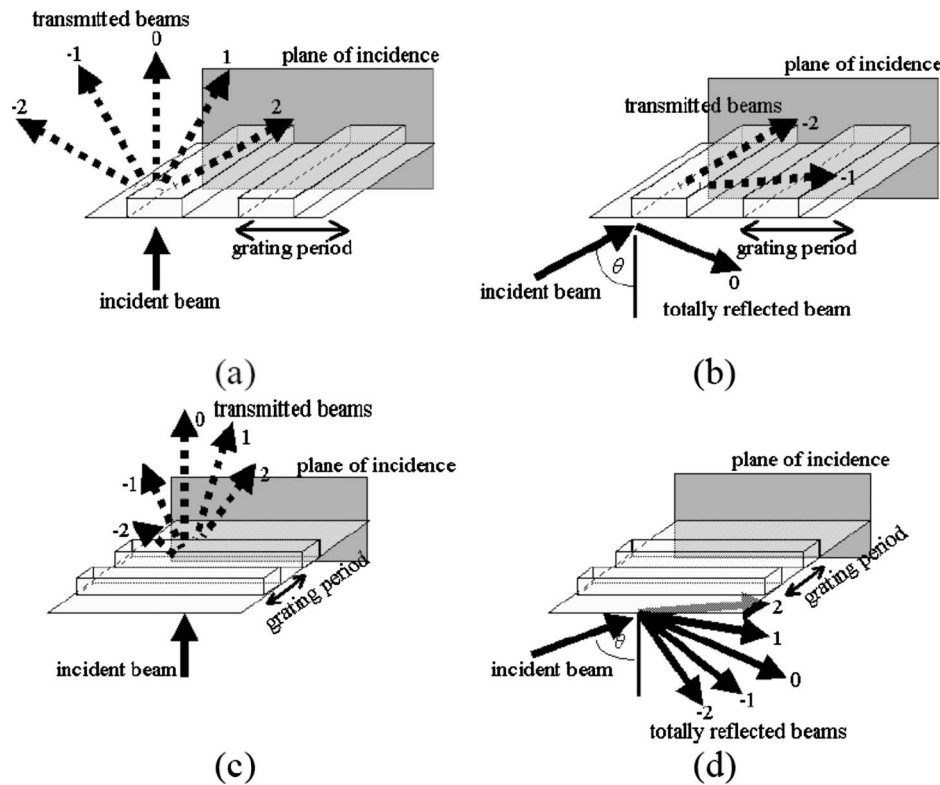 transmitted beams
0
-1
1
plane of incidence
-2
2
grating period
incident beam
(a)
plane of incidence
transmitted beams
-2
-1
grating period
θ
incident beam
0
totally reflected beam
(b)
0
transmitted beams
1
plane of incidence
-1
2
-2
grating period
incident beam
(c)
plane of incidence
grating period
2
1
θ
incident beam
0
-1
-2
totally reflected beams
(d)